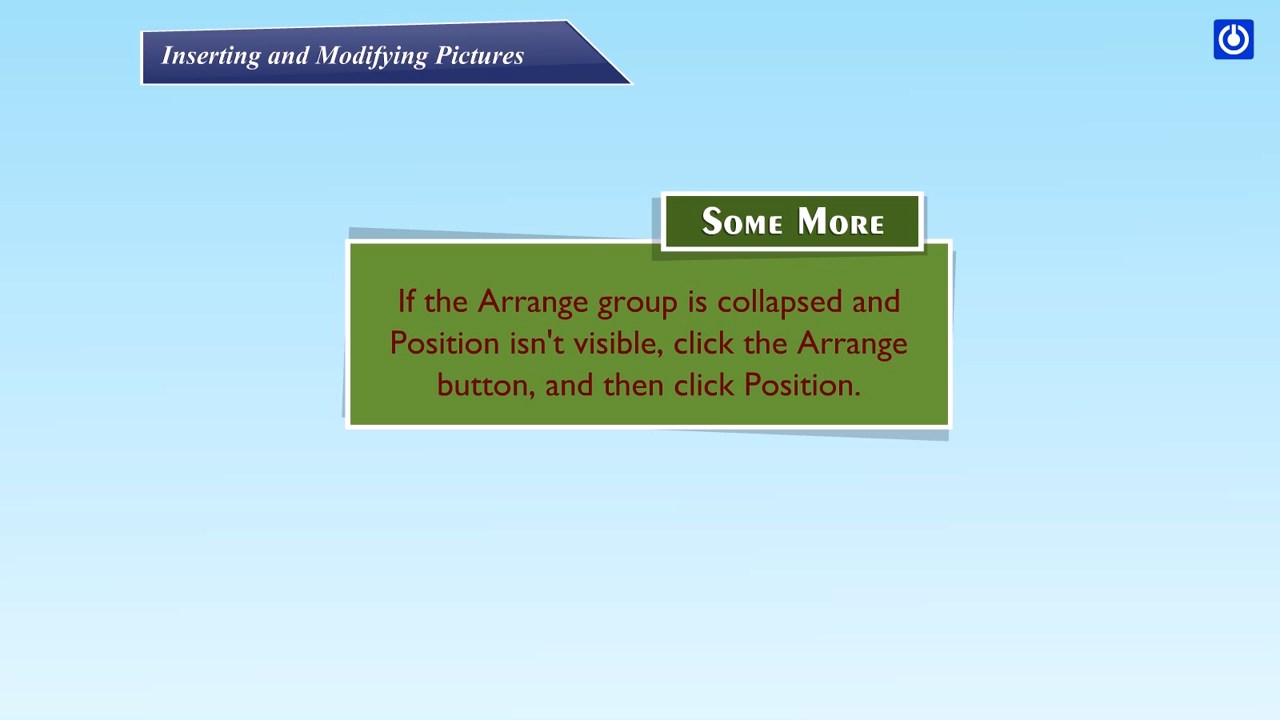 Inserting and Modifying Pictures
Some More
If the Arrange group is collapsed and
Position isn't visible, click the Arrange
button, and then click Position.